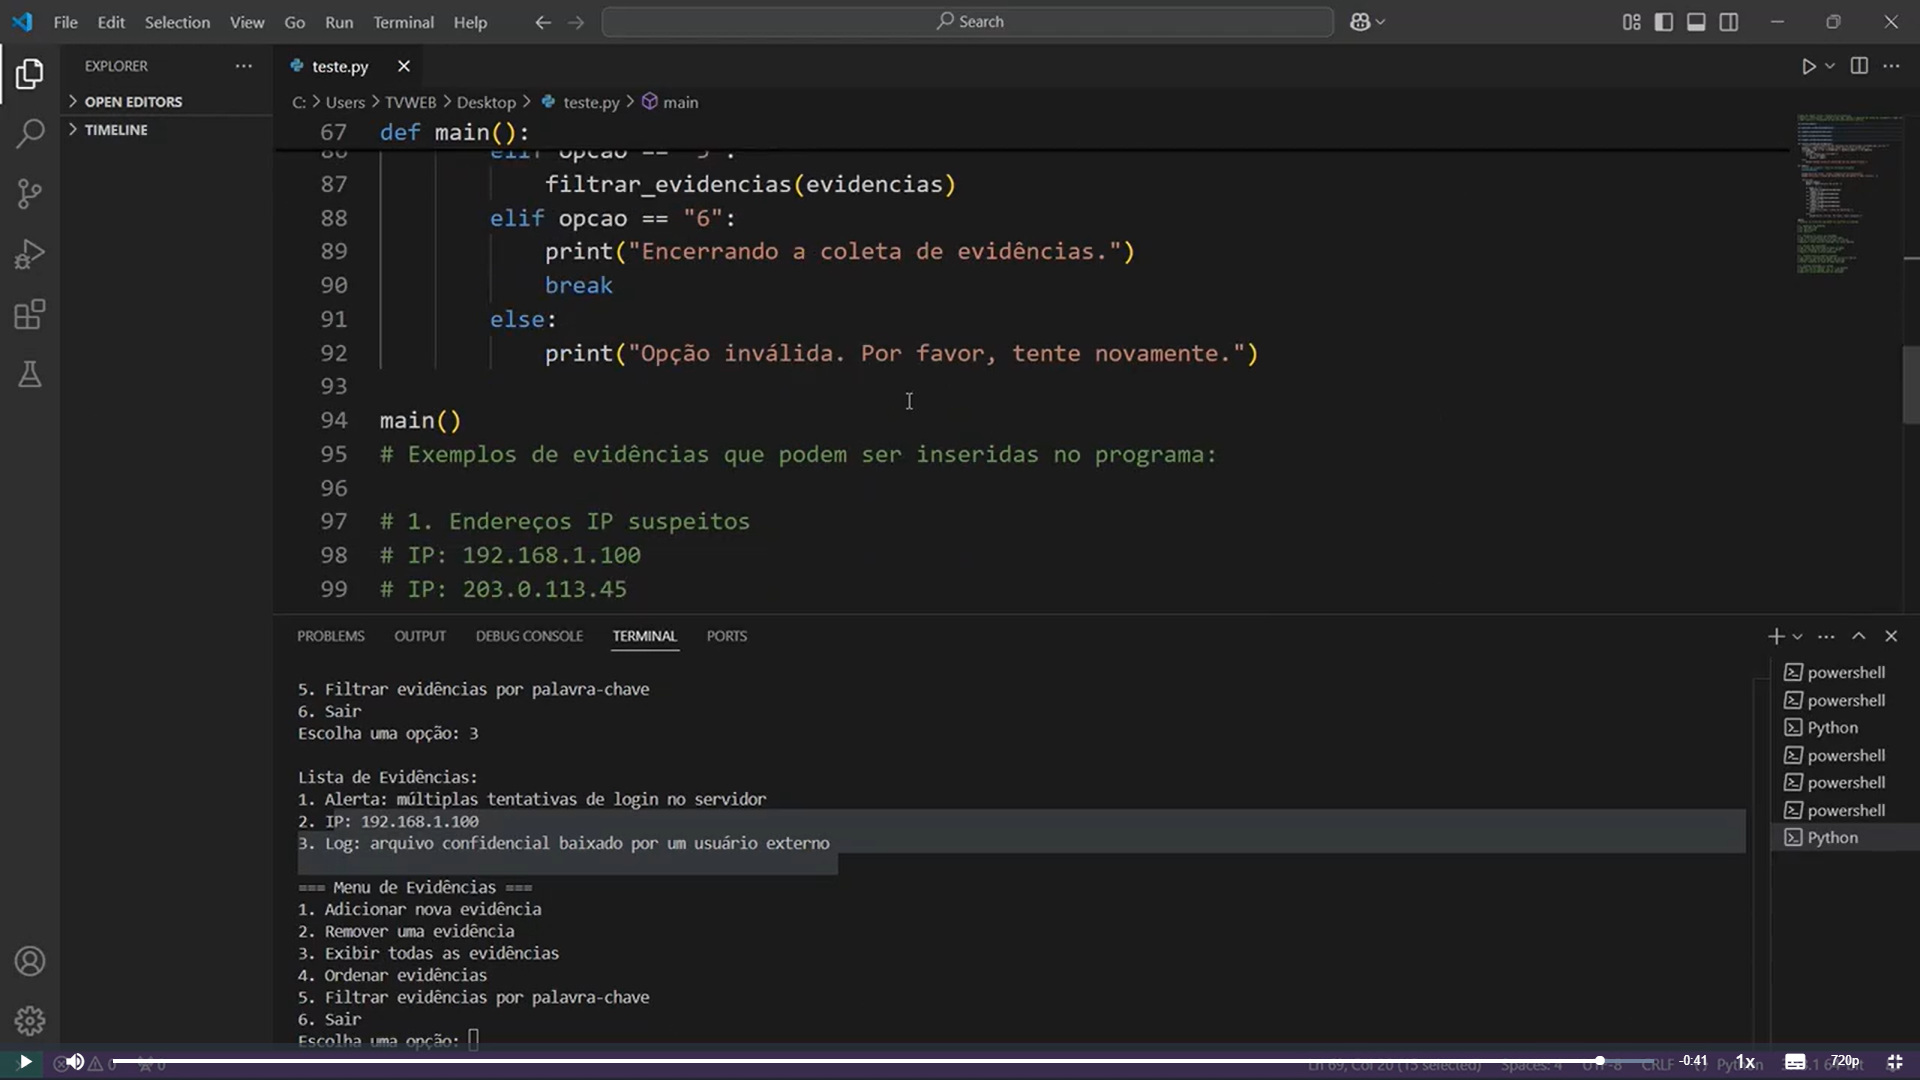 File Edit Selection View Go Run Terminal Help
Search
EXPLORER
OPEN EDITORS
TIMELINE
teste.py
C: > Users > TVWEB > Desktop > teste.py > main
67 def main():
86 elif opcao == "5":
87 filtrar_evidencias(evidencias)
88 elif opcao == "6":
89 print("Encerrando a coleta de evidências.")
90 break
91 else:
92 print("Opção inválida. Por favor, tente novamente.")
93
94 main()
95 # Exemplos de evidências que podem ser inseridas no programa:
96
97 # 1. Endereços IP suspeitos
98 # IP: 192.168.1.100
99 # IP: 203.0.113.45
PROBLEMS OUTPUT DEBUG CONSOLE TERMINAL PORTS
5. Filtrar evidências por palavra-chave
6. Sair
Escolha uma opção: 3
Lista de Evidências:
1. Alerta: múltiplas tentativas de login no servidor
2. IP: 192.168.1.100
3. Log: arquivo confidencial baixado por um usuário externo
=== Menu de Evidências ===
1. Adicionar nova evidência
2. Remover uma evidência
3. Exibir todas as evidências
4. Ordenar evidências
5. Filtrar evidências por palavra-chave
6. Sair
Escolha uma opção:
powershell
powershell
Python
powershell
powershell
powershell
Python
0 0
Ln 69, Col 20 (15 selected) Spaces: 4 UTF-8 CRLF Python
-0:41 1x 720p